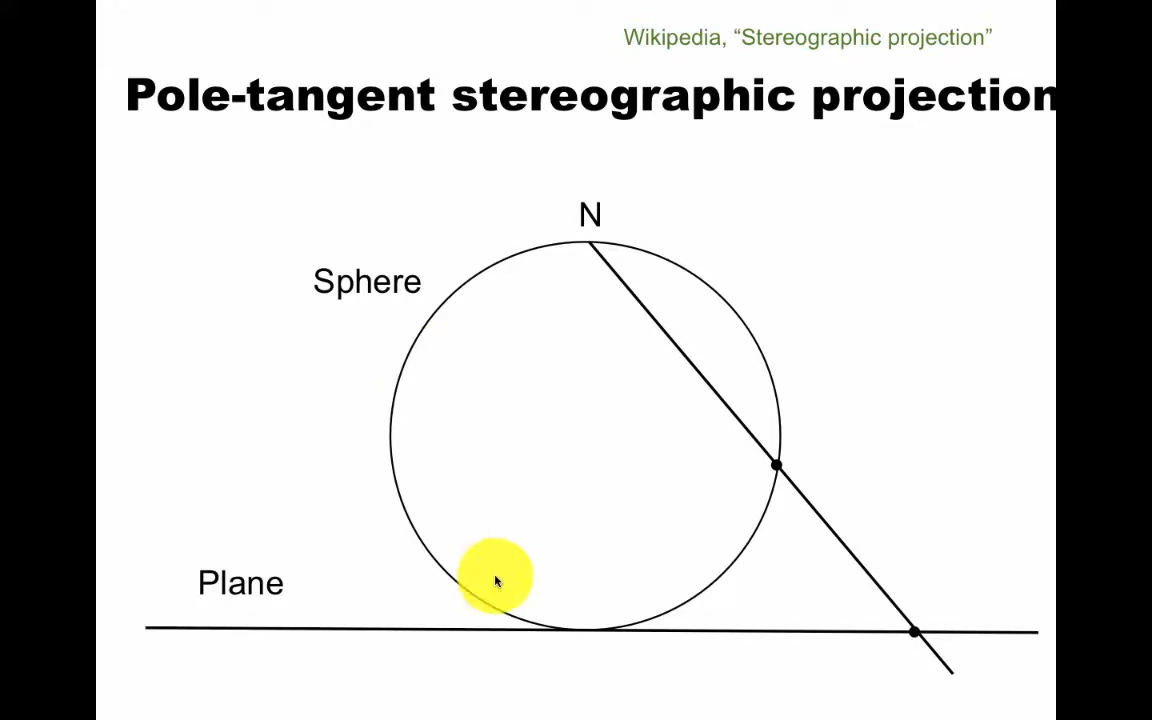 Wikipedia, “Stereographic projection”
Pole-tangent stereographic projection
N
Sphere
Plane